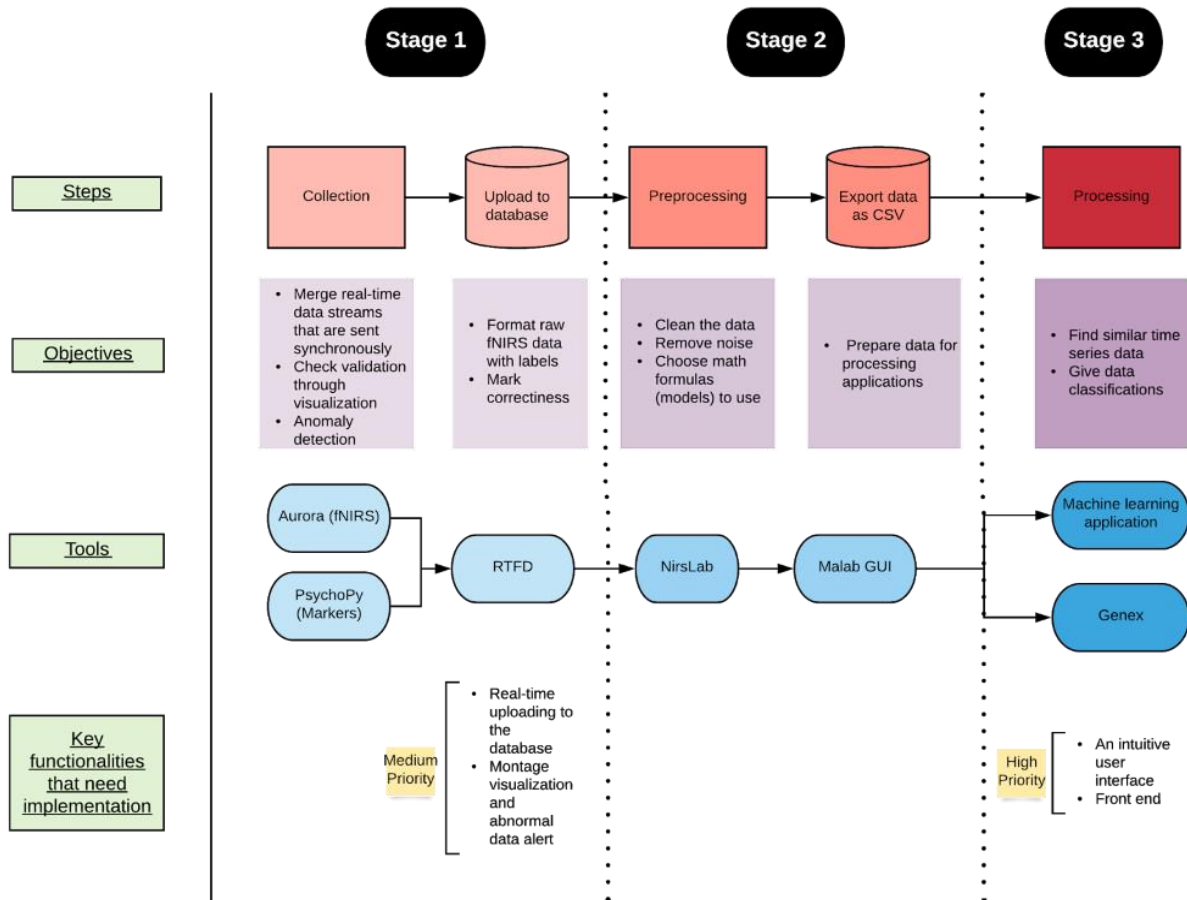 Stage 1
Stage 2
Stage 3
Steps
Collection
Upload to
database
Preprocessing
Export data
as CSV
Processing
Objectives
• Merge real-time
data streams
that are sent
synchronously
• Check validation
through
visualization
• Anomaly
detection
• Format raw
fNIRS data
with labels
• Mark
correctiness
• Clean the data
• Remove noise
• Choose math
formulas
(models) to use
• Prepare data for
processing
applications
• Find similar time
series data
• Give data
classifications
Tools
Aurora (fNIRS)
PsychoPy
(Markers)
RTFD
NirsLab
Malab GUI
Machine learning
application
Genex
Key
functionalities
that need
implementation
Medium
Priority
• Real-time
uploading to
the
database
• Montage
visualization
and
abnormal
data alert
High
Priority
• An intuitive
user
interface
• Front end